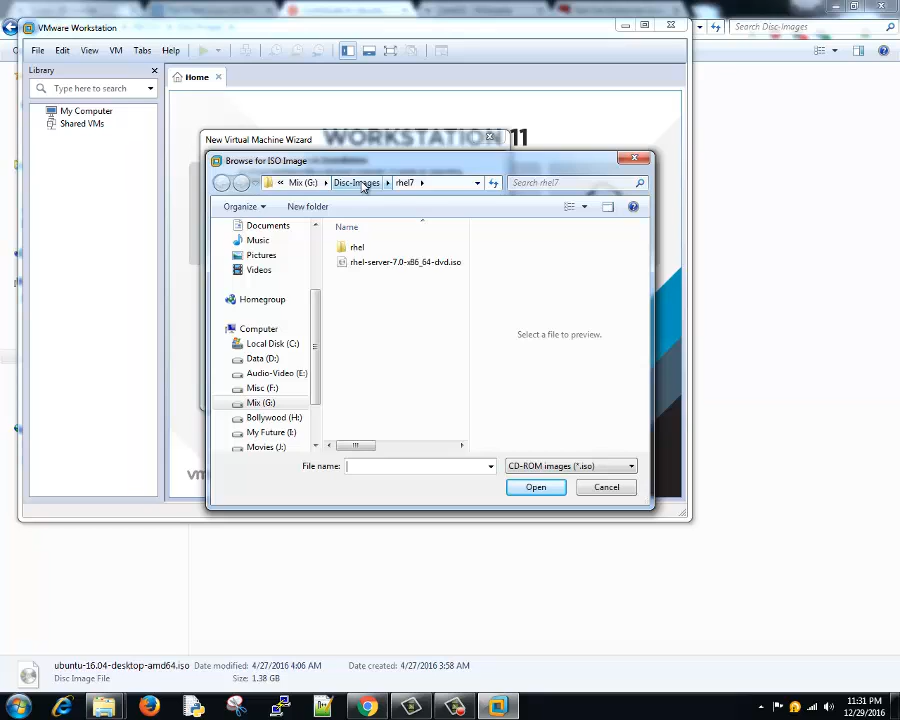 VMware Workstation
Disc-Images
Search Disc-Images
File Edit View VM Tabs Help
Library
Type here to search
My Computer
Shared VMs
Home
WORKSTATION 11
New Virtual Machine Wizard
Browse for ISO Image
« Mix (G:) Disc-Images rhel7
Search rhel7
Organize New folder
Documents
Music
Pictures
Videos
Homegroup
Computer
Local Disk (C:)
Data (D:)
Audio-Video (E:)
Misc (F:)
Mix (G:)
Bollywood (H:)
My Future (I:)
Movies (J:)
Name
rhel
rhel-server-7.0-x86_64-dvd.iso
Select a file to preview.
File name:
CD-ROM images (*.iso)
Open Cancel
vm
ubuntu-16.04-desktop-amd64.iso Date modified: 4/27/2016 4:06 AM Date created: 4/27/2016 3:58 AM
Disc Image File Size: 1.38 GB
11:31 PM
12/29/2016